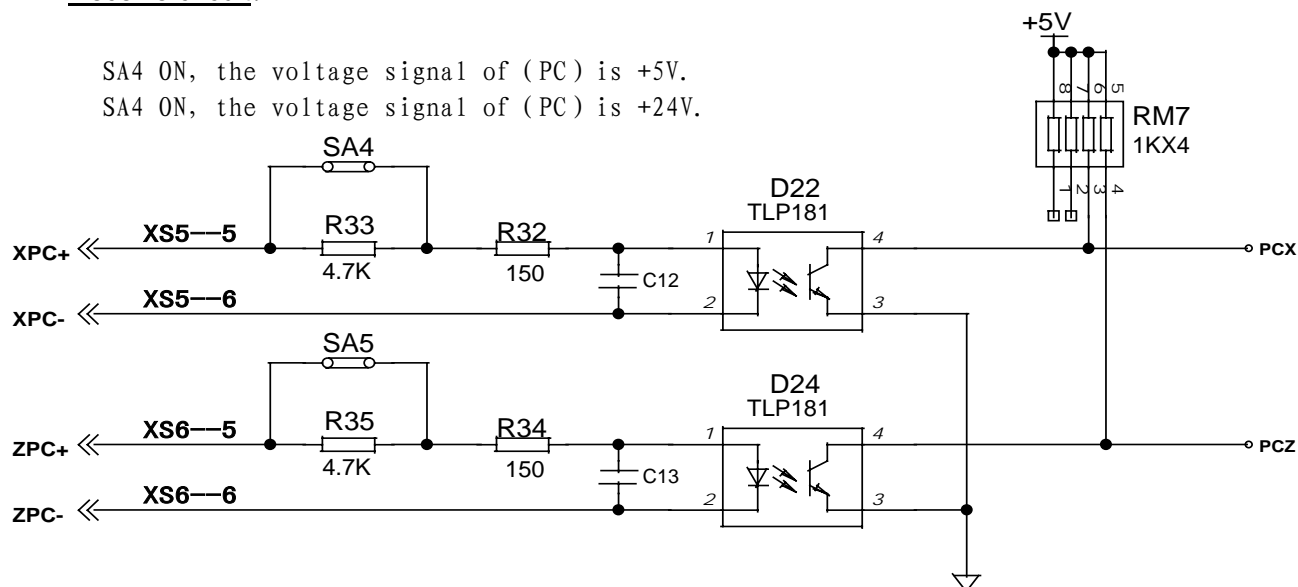 +5V
SA4 ON, the voltage signal of (PC) is +5V.
SA4 ON, the voltage signal of (PC) is +24V.
8 7 6 5
RM7
1KX4
1 2 3 4
SA4
D22
TLP181
XS5--5
R33
R32
1
4
XPC+
4.7K
150
C12
PCX
XS5--6
2
3
XPC-
SA5
D24
TLP181
XS6--5
R35
R34
1
4
ZPC+
4.7K
150
C13
PCZ
XS6--6
2
3
ZPC-